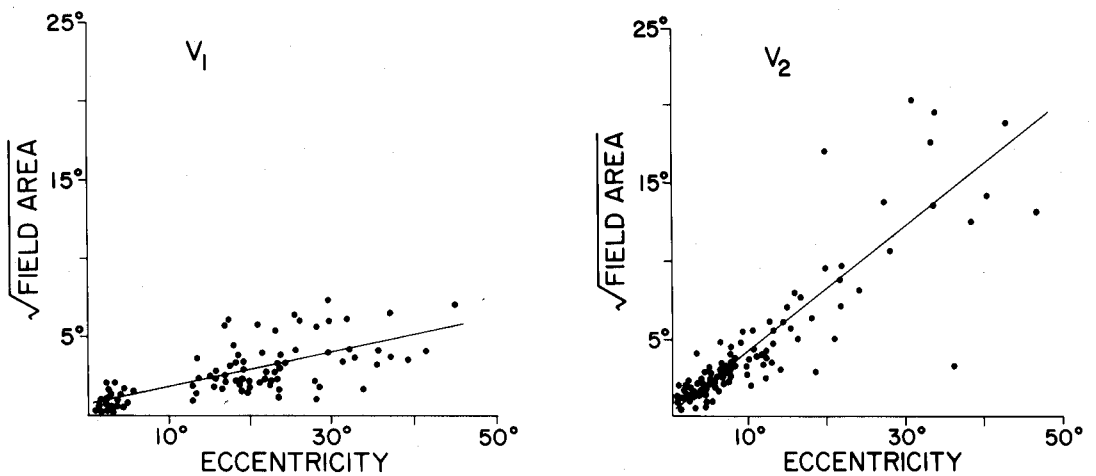 25°
V1
15°
5°
√FIELD AREA
10°
30°
50°
ECCENTRICITY
25°
V2
15°
5°
√FIELD AREA
10°
30°
50°
ECCENTRICITY